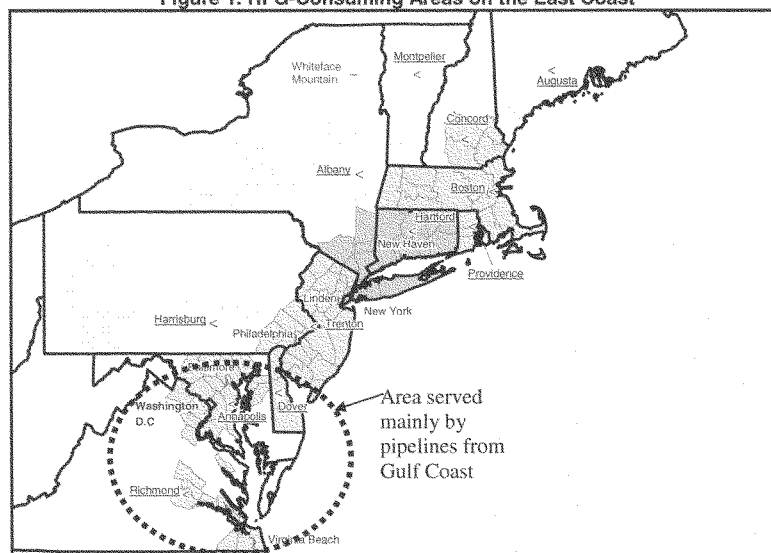 Figure 1. RFG-Consuming Areas on the East Coast
Whiteface
Mountain
Montpelier
Augusta
Concord
Albany
Boston
Hartford
New Haven
Providence
Linden
New York
Harrisburg
Trenton
Philadelphia
Baltimore
Washington
D.C
Annapolis
Dover
Area served
mainly by
pipelines from
Gulf Coast
Richmond
Virginia Beach